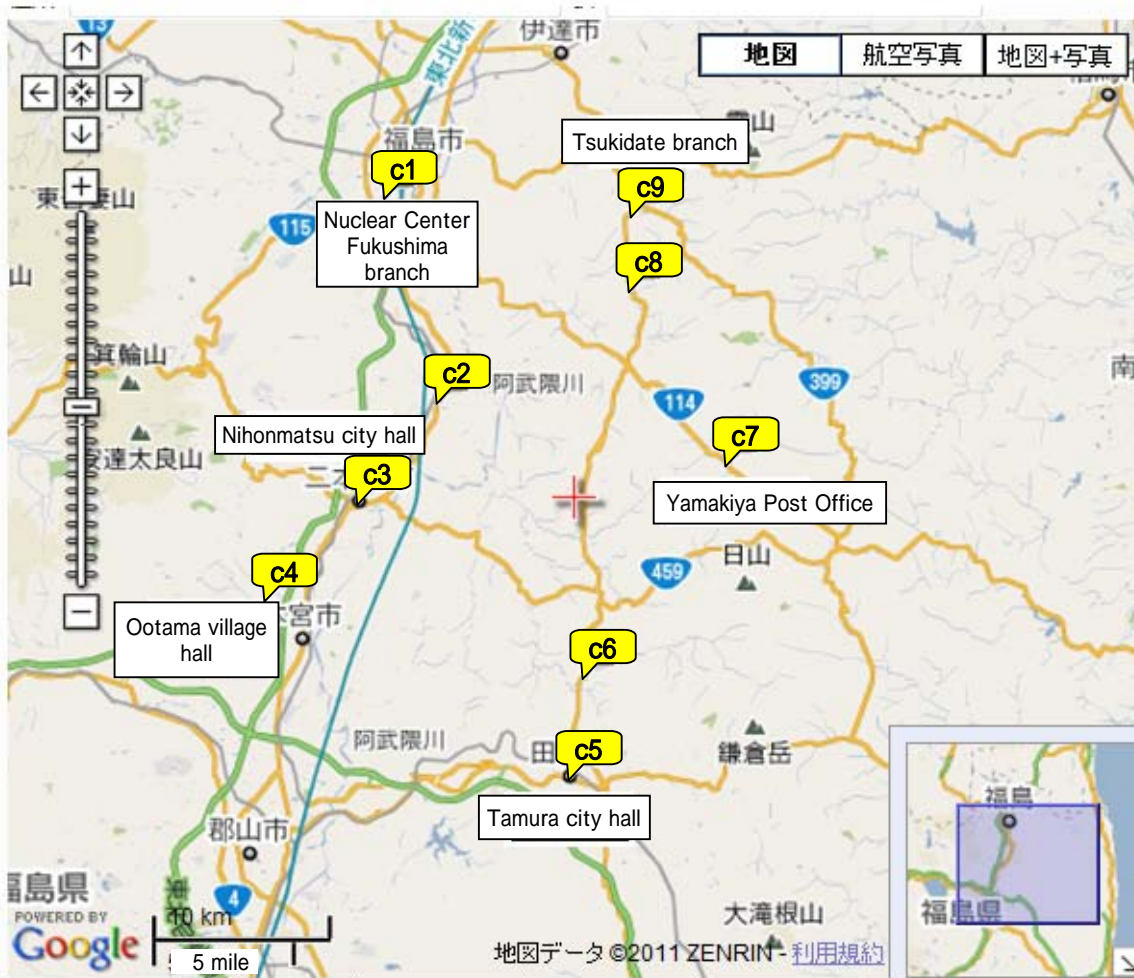 13
東北新
伊達市
地図
航空写真
地図+写真
福島市
Tsukidate branch
c1
c9
115
Nuclear Center
Fukushima
branch
c8
山
箕輪山
c2
阿武隈川
399
南
114
Nihonmatsu city hall
c7
安達太良山
c3
Yamakiya Post Office
日山
c4
459
本宮市
Ootama village
hall
c6
阿武隈川
田
c5
鎌倉岳
福島
Tamura city hall
郡山市
福島県
4
福島県
POWERED BY
Google
10 km
5 mile
大滝根山
地図データ ©2011 ZENRIN - 利用規約